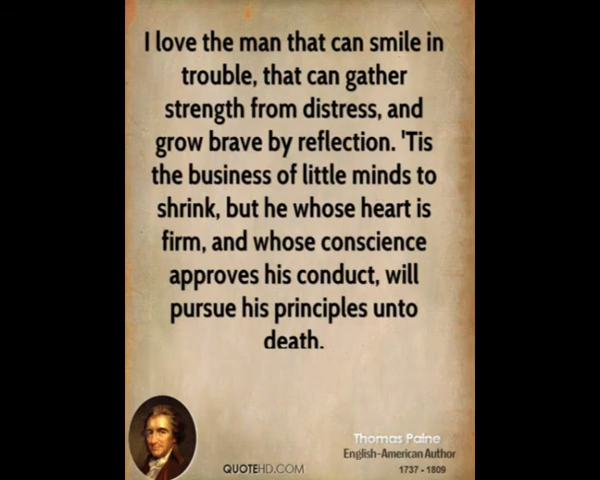 I love the man that can smile in
trouble, that can gather
strength from distress, and
grow brave by reflection. 'Tis
the business of little minds to
shrink, but he whose heart is
firm, and whose conscience
approves his conduct, will
pursue his principles unto
death.
Thomas Paine
English-American Author
QUOTEHD.COM
1737 - 1809